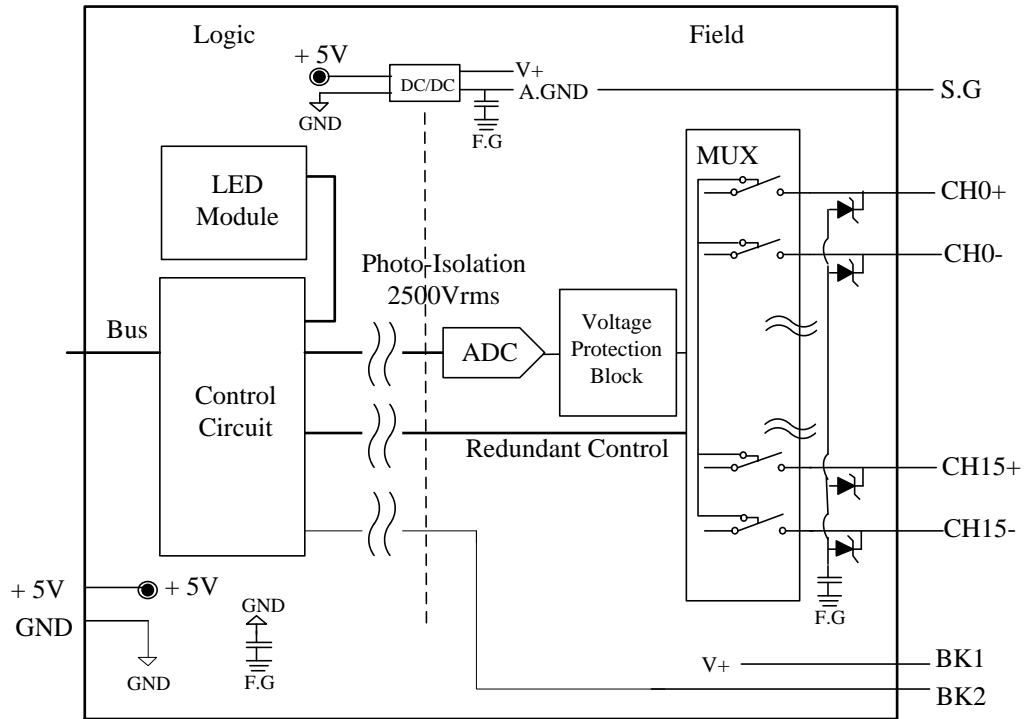 Logic
Field
+ 5V
DC/DC
V+
A.GND
S.G
GND
F.G
LED
Module
MUX
CH0+
CH0-
Photo-Isolation
2500Vrms
Bus
Control
Circuit
ADC
Voltage
Protection
Block
Redundant Control
CH15+
CH15-
+ 5V
+ 5V
GND
GND
GND
F.G
F.G
V+
BK1
BK2